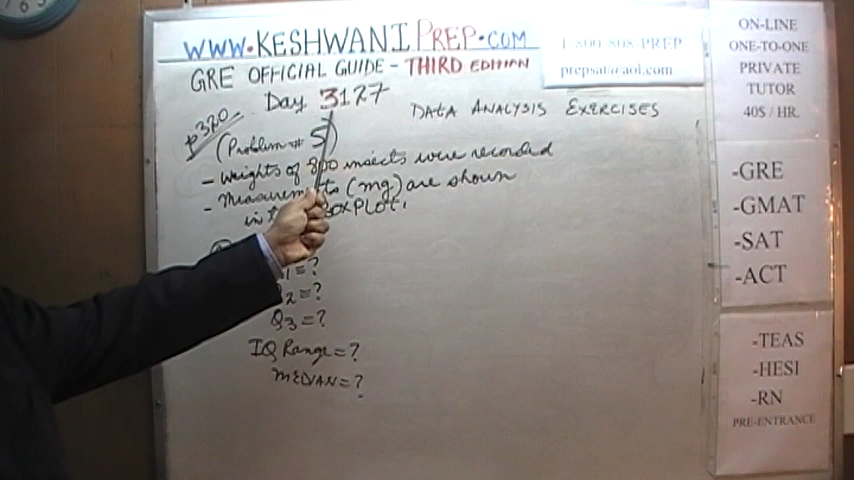 WWW.KESHWANIPREP.COM
1-800-808-PREP
prepsat@aol.com
GRE OFFICIAL GUIDE - THIRD EDITION
Day 3127
DATA ANALYSIS EXERCISES
p320
(Problem # 5)
- Weights of 800 insects were recorded
- Measurements (mg) are shown
in BOXPLOT.
1=?
2=?
Q3=?
IQ Range=?
MEDIAN=?
ON-LINE
ONE-TO-ONE
PRIVATE
TUTOR
40$ / HR.
-GRE
-GMAT
-SAT
-ACT
-TEAS
-HESI
-RN
PRE-ENTRANCE